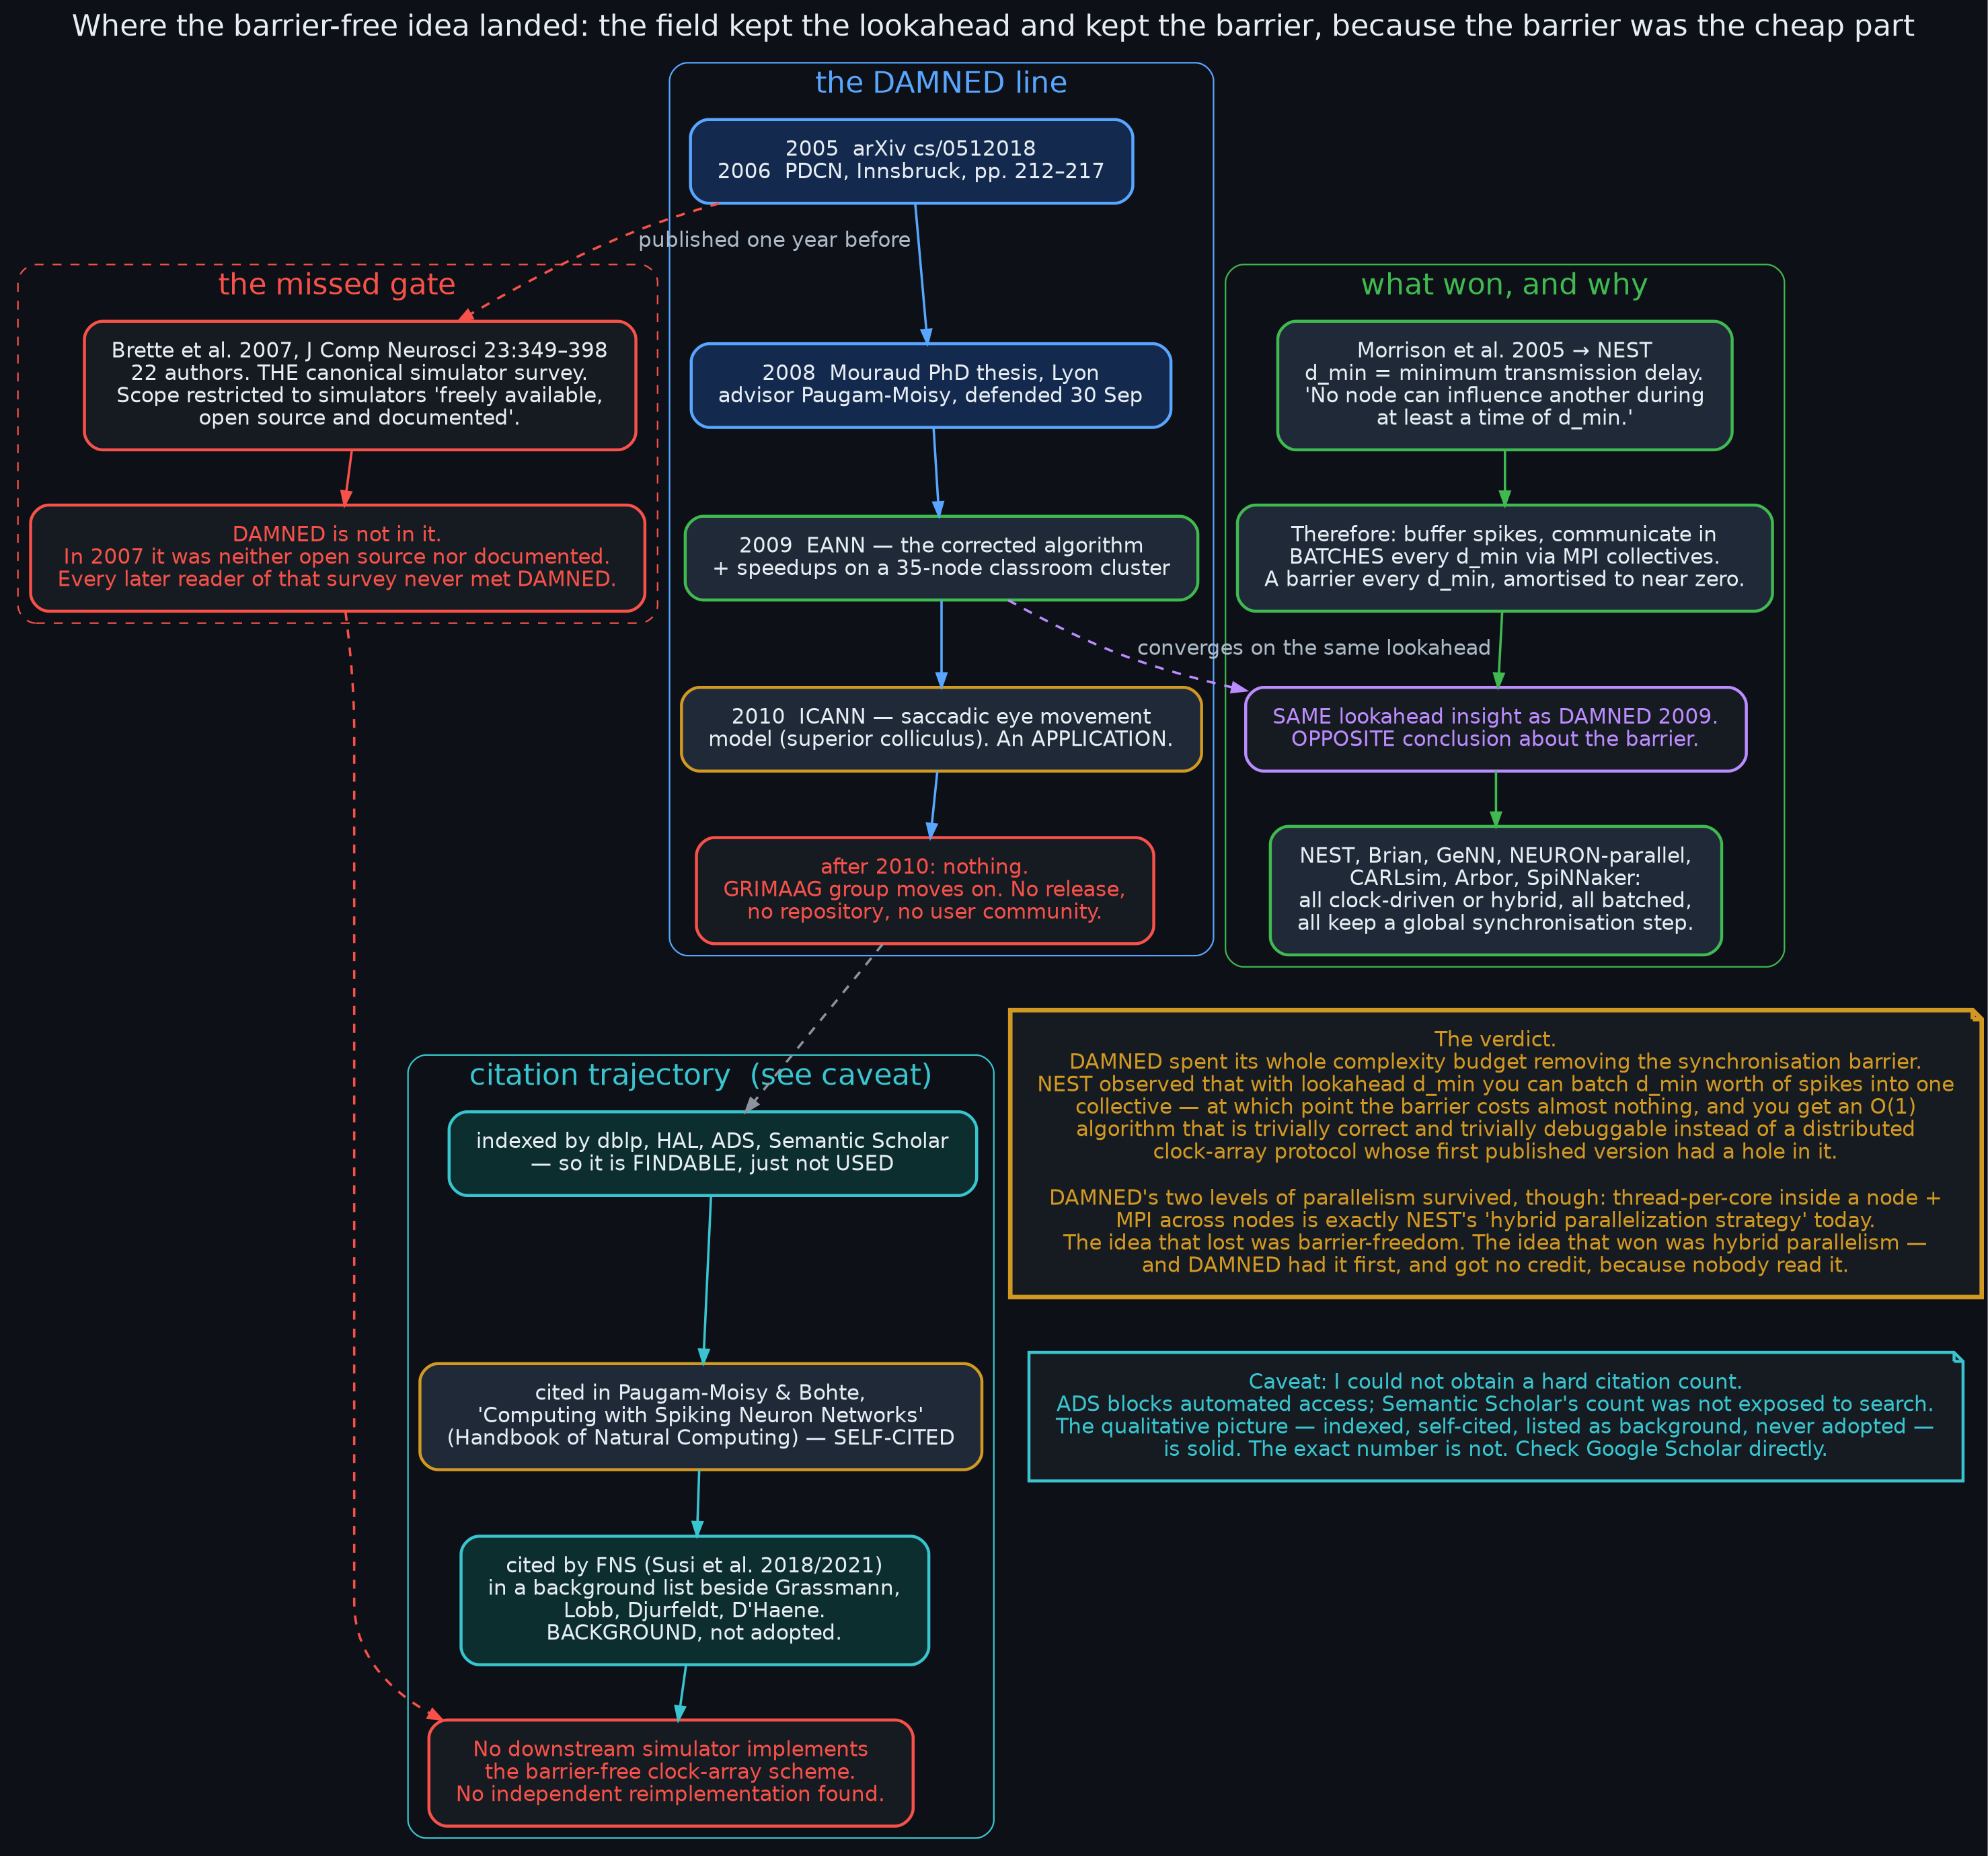 Where the barrier-free idea landed: the field kept the lookahead and kept the barrier, because the barrier was the cheap part
the DAMNED line
2005  arXiv cs/0512018
2006  PDCN, Innsbruck, pp. 212–217
published one year before
2008  Mouraud PhD thesis, Lyon
advisor Paugam-Moisy, defended 30 Sep
2009  EANN — the corrected algorithm
+ speedups on a 35-node classroom cluster
converges on the same lookahead
2010  ICANN — saccadic eye movement
model (superior colliculus). An APPLICATION.
after 2010: nothing.
GRIMAAG group moves on. No release,
no repository, no user community.
the missed gate
Brette et al. 2007, J Comp Neurosci 23:349–398
22 authors. THE canonical simulator survey.
Scope restricted to simulators 'freely available,
open source and documented'.
DAMNED is not in it.
In 2007 it was neither open source nor documented.
Every later reader of that survey never met DAMNED.
what won, and why
Morrison et al. 2005 → NEST
d_min = minimum transmission delay.
'No node can influence another during
at least a time of d_min.'
Therefore: buffer spikes, communicate in
BATCHES every d_min via MPI collectives.
A barrier every d_min, amortised to near zero.
SAME lookahead insight as DAMNED 2009.
OPPOSITE conclusion about the barrier.
NEST, Brian, GeNN, NEURON-parallel,
CARLsim, Arbor, SpiNNaker:
all clock-driven or hybrid, all batched,
all keep a global synchronisation step.
citation trajectory  (see caveat)
indexed by dblp, HAL, ADS, Semantic Scholar
— so it is FINDABLE, just not USED
cited in Paugam-Moisy & Bohte,
'Computing with Spiking Neuron Networks'
(Handbook of Natural Computing) — SELF-CITED
cited by FNS (Susi et al. 2018/2021)
in a background list beside Grassmann,
Lobb, Djurfeldt, D'Haene.
BACKGROUND, not adopted.
No downstream simulator implements
the barrier-free clock-array scheme.
No independent reimplementation found.
The verdict.
DAMNED spent its whole complexity budget removing the synchronisation barrier.
NEST observed that with lookahead d_min you can batch d_min worth of spikes into one
collective — at which point the barrier costs almost nothing, and you get an O(1)
algorithm that is trivially correct and trivially debuggable instead of a distributed
clock-array protocol whose first published version had a hole in it.
DAMNED's two levels of parallelism survived, though: thread-per-core inside a node +
MPI across nodes is exactly NEST's 'hybrid parallelization strategy' today.
The idea that lost was barrier-freedom. The idea that won was hybrid parallelism —
and DAMNED had it first, and got no credit, because nobody read it.
Caveat: I could not obtain a hard citation count.
ADS blocks automated access; Semantic Scholar's count was not exposed to search.
The qualitative picture — indexed, self-cited, listed as background, never adopted —
is solid. The exact number is not. Check Google Scholar directly.